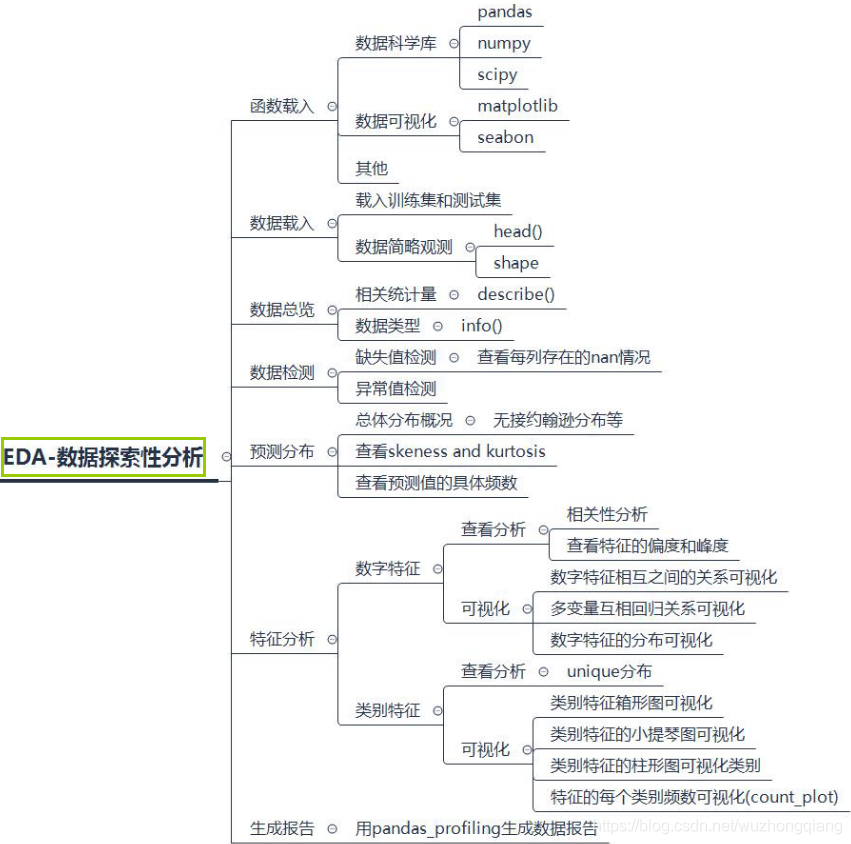 EDA-数据探索性分析
函数载入
数据科学库
pandas
numpy
scipy
数据可视化
matplotlib
seabon
其他
数据载入
载入训练集和测试集
数据简略观测
head()
shape
数据总览
相关统计量
describe()
数据类型
info()
数据检测
缺失值检测
查看每列存在的nan情况
异常值检测
预测分布
总体分布概况
无接约翰逊分布等
查看skeness and kurtosis
查看预测值的具体频数
特征分析
数字特征
查看分析
相关性分析
查看特征的偏度和峰度
可视化
数字特征相互之间的关系可视化
多变量互相回归关系可视化
数字特征的分布可视化
类别特征
查看分析
unique分布
可视化
类别特征箱形图可视化
类别特征的小提琴图可视化
类别特征的柱形图可视化类别
特征的每个类别频数可视化(count_plot)
生成报告
用pandas_profiling生成数据报告
https://blog.csdn.net/wuzhongqiang